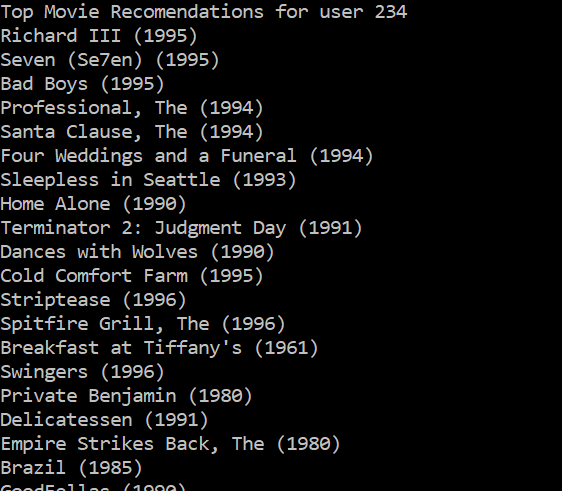 Top Movie Recomendations for user 234
Richard III (1995)
Seven (Se7en) (1995)
Bad Boys (1995)
Professional, The (1994)
Santa Clause, The (1994)
Four Weddings and a Funeral (1994)
Sleepless in Seattle (1993)
Home Alone (1990)
Terminator 2: Judgment Day (1991)
Dances with Wolves (1990)
Cold Comfort Farm (1995)
Striptease (1996)
Spitfire Grill, The (1996)
Breakfast at Tiffany's (1961)
Swingers (1996)
Private Benjamin (1980)
Delicatessen (1991)
Empire Strikes Back, The (1980)
Brazil (1985)
GoodFellas (1990)